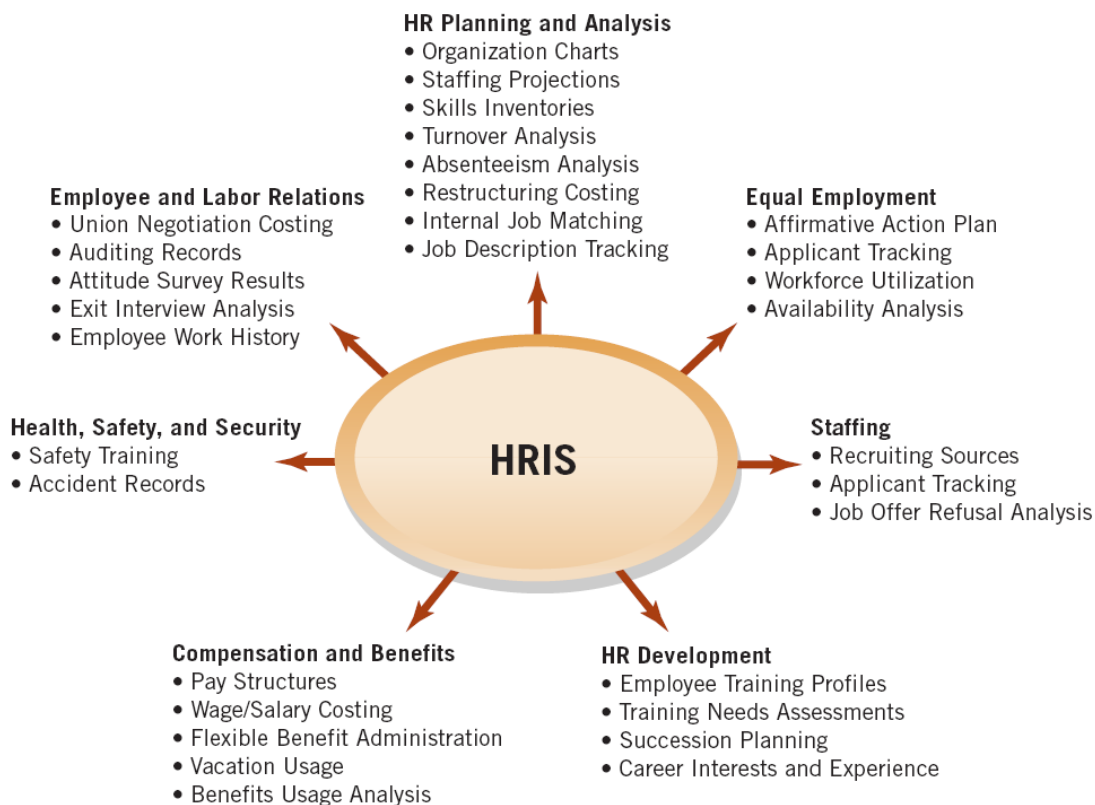 HR Planning and Analysis
• Organization Charts
• Staffing Projections
• Skills Inventories
• Turnover Analysis
• Absenteeism Analysis
• Restructuring Costing
• Internal Job Matching
• Job Description Tracking
Employee and Labor Relations
• Union Negotiation Costing
• Auditing Records
• Attitude Survey Results
• Exit Interview Analysis
• Employee Work History
Equal Employment
• Affirmative Action Plan
• Applicant Tracking
• Workforce Utilization
• Availability Analysis
Health, Safety, and Security
• Safety Training
• Accident Records
HRIS
Staffing
• Recruiting Sources
• Applicant Tracking
• Job Offer Refusal Analysis
Compensation and Benefits
• Pay Structures
• Wage/Salary Costing
• Flexible Benefit Administration
• Vacation Usage
• Benefits Usage Analysis
HR Development
• Employee Training Profiles
• Training Needs Assessments
• Succession Planning
• Career Interests and Experience